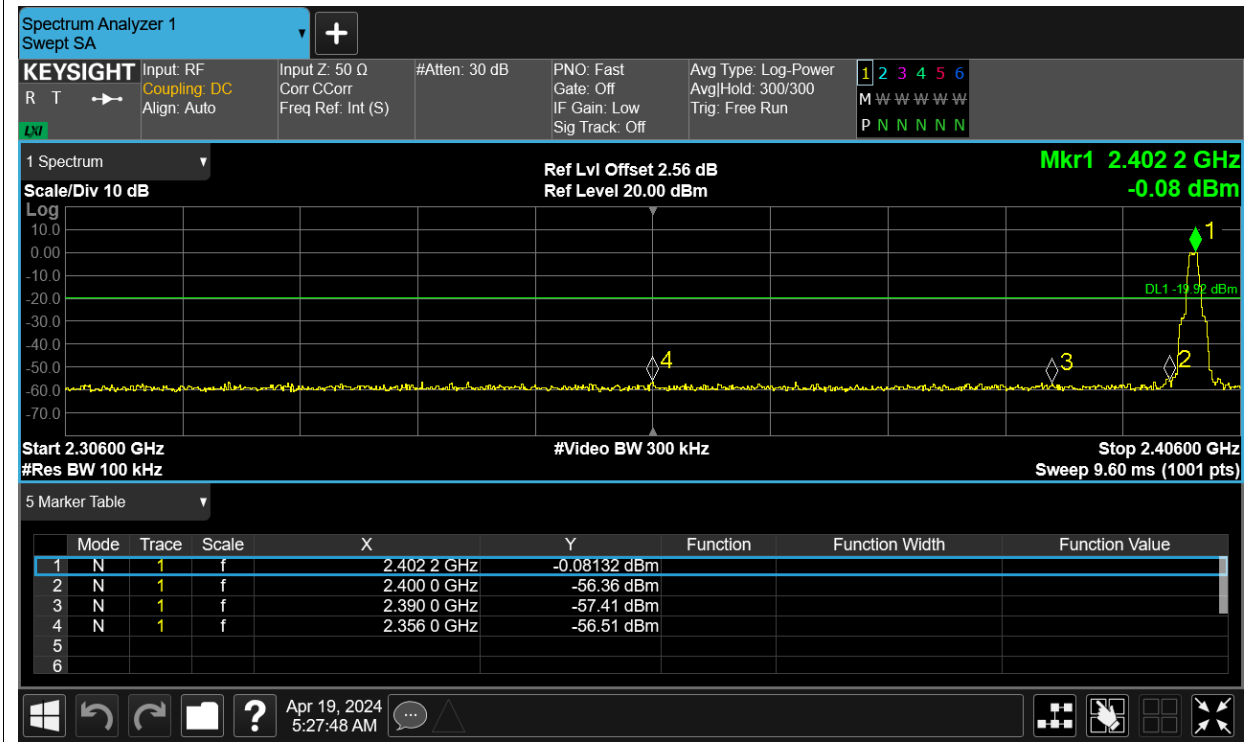 Spectrum Analyzer 1
Swept SA
KEYSIGHT
R T
LXI
Input: RF
Coupling: DC
Align: Auto
Input Z: 50 Ω
Corr CCorr
Freq Ref: Int (S)
#Atten: 30 dB
PNO: Fast
Gate: Off
IF Gain: Low
Sig Track: Off
Avg Type: Log-Power
Avg|Hold: 300/300
Trig: Free Run
1 2 3 4 5 6
M W W W W W
P N N N N N
1 Spectrum
Scale/Div 10 dB
Ref Lvl Offset 2.56 dB
Ref Level 20.00 dBm
Mkr1 2.402 2 GHz
-0.08 dBm
Log
10.0
0.00
-10.0
-20.0
-30.0
-40.0
-50.0
-60.0
-70.0
1
DL1 -19.92 dBm
4
3
2
Start 2.30600 GHz
#Video BW 300 kHz
Stop 2.40600 GHz
#Res BW 100 kHz
Sweep 9.60 ms (1001 pts)
5 Marker Table
Mode Trace Scale X Y Function Function Width Function Value
1 N 1 f 2.402 2 GHz -0.08132 dBm
2 N 1 f 2.400 0 GHz -56.36 dBm
3 N 1 f 2.390 0 GHz -57.41 dBm
4 N 1 f 2.356 0 GHz -56.51 dBm
5
6
?
Apr 19, 2024
5:27:48 AM